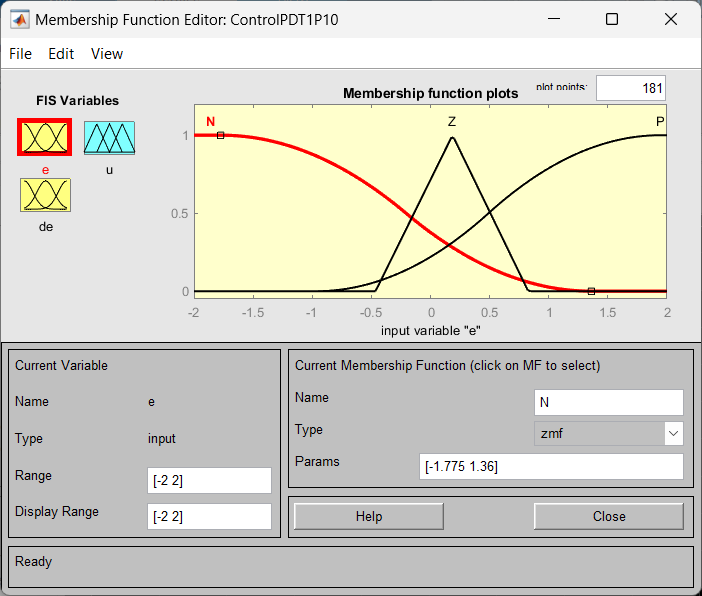 Membership Function Editor: ControlPDT1P10
File Edit View
FIS Variables
e
u
de
Membership function plots
plot points:
181
N
Z
P
1
0.5
0
-2 -1.5 -1 -0.5 0 0.5 1 1.5 2
input variable "e"
Current Variable
Name e
Type input
Range [-2 2]
Display Range [-2 2]
Current Membership Function (click on MF to select)
Name N
Type zmf
Params [-1.775 1.36]
Help Close
Ready